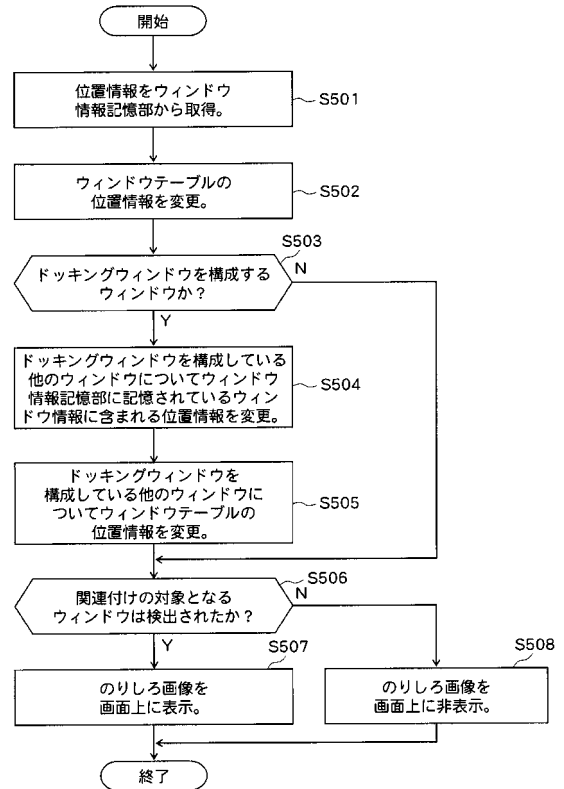 開始
位置情報をウィンドウ
情報記憶部から取得。
S501
ウィンドウテーブルの
位置情報を変更。
S502
S503
ドッキングウィンドウを構成する
ウィンドウか？
N
Y
ドッキングウィンドウを構成している
他のウィンドウについてウィンドウ
情報記憶部に記憶されているウィン
ドウ情報に含まれる位置情報を変更。
S504
ドッキングウィンドウを
構成している他のウィンドウに
ついてウィンドウテーブルの
位置情報を変更。
S505
S506
関連付けの対象となる
ウィンドウは検出されたか？
N
Y
S507
のりしろ画像を
画面上に表示。
S508
のりしろ画像を
画面上に非表示。
終了